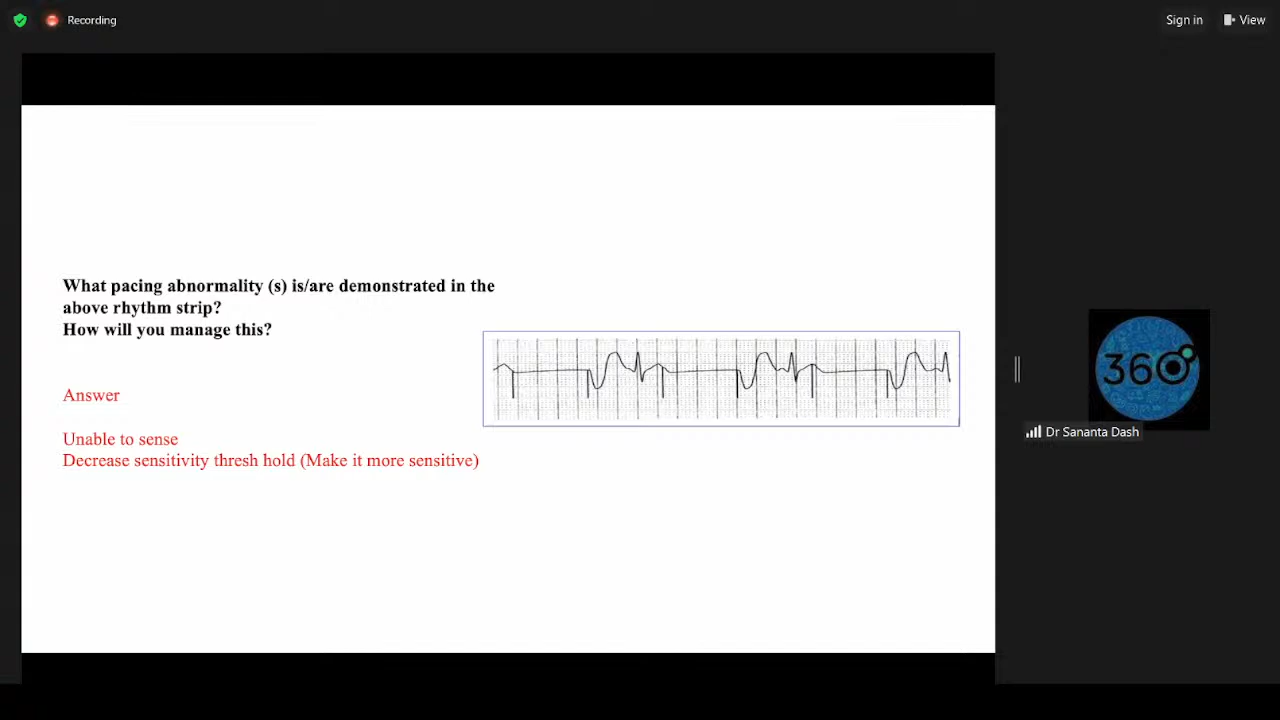 Recording
Sign in
View
What pacing abnormality (s) is/are demonstrated in the
above rhythm strip?
How will you manage this?
Answer
Unable to sense
Decrease sensitivity thresh hold (Make it more sensitive)
360
Dr Sananta Dash